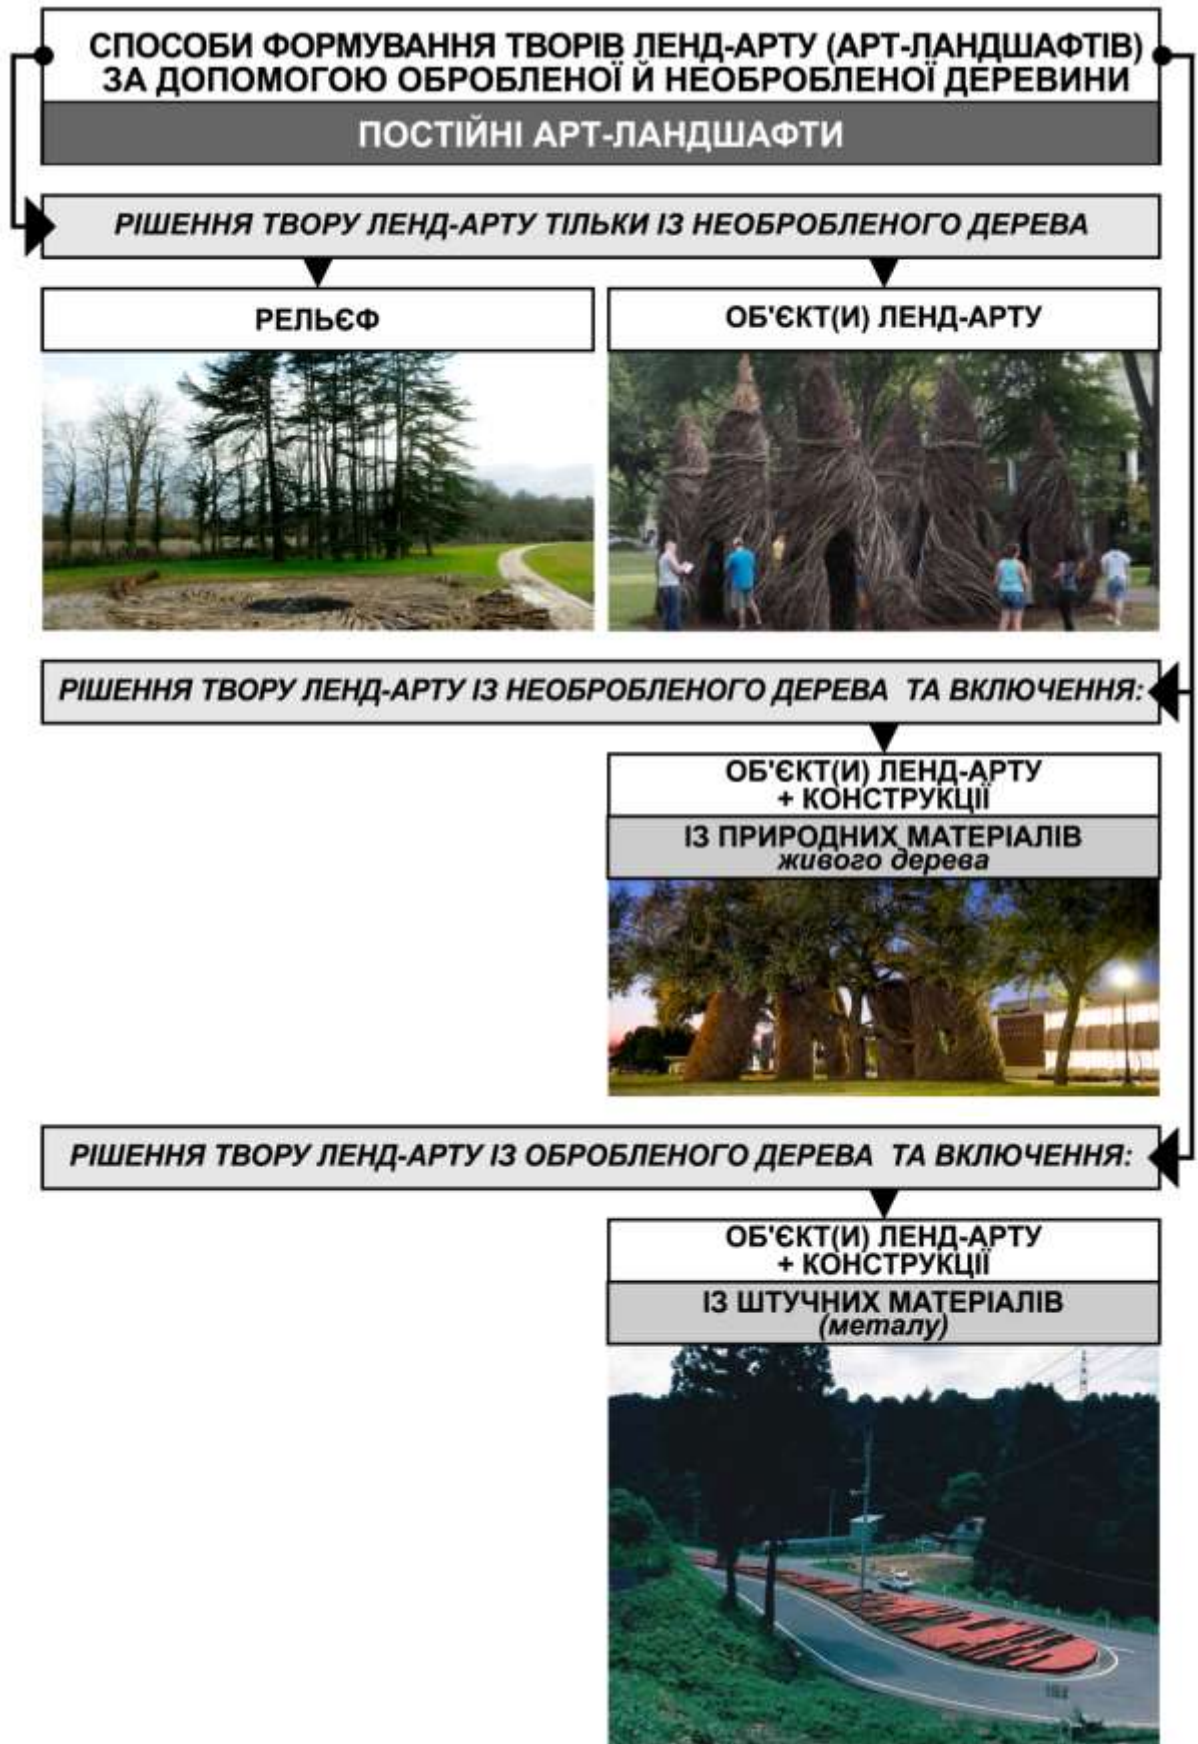 СПОСОБИ ФОРМУВАННЯ ТВОРІВ ЛЕНД-АРТУ (АРТ-ЛАНДШАФТІВ)
ЗА ДОПОМОГОЮ ОБРОБЛЕНОЇ Й НЕОБРОБЛЕНОЇ ДЕРЕВИНИ
ПОСТІЙНІ АРТ-ЛАНДШАФТИ
РІШЕННЯ ТВОРУ ЛЕНД-АРТУ ТІЛЬКИ ІЗ НЕОБРОБЛЕНОГО ДЕРЕВА
РЕЛЬЄФ
ОБ'ЄКТ(И) ЛЕНД-АРТУ
РІШЕННЯ ТВОРУ ЛЕНД-АРТУ ІЗ НЕОБРОБЛЕНОГО ДЕРЕВА ТА ВКЛЮЧЕННЯ:
ОБ'ЄКТ(И) ЛЕНД-АРТУ
+ КОНСТРУКЦІЇ
ІЗ ПРИРОДНИХ МАТЕРІАЛІВ
живого дерева
РІШЕННЯ ТВОРУ ЛЕНД-АРТУ ІЗ ОБРОБЛЕНОГО ДЕРЕВА ТА ВКЛЮЧЕННЯ:
ОБ'ЄКТ(И) ЛЕНД-АРТУ
+ КОНСТРУКЦІЇ
ІЗ ШТУЧНИХ МАТЕРІАЛІВ
(металу)